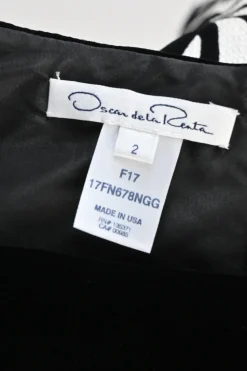 Oscar de la Renta
2
F17
17FN678NGG
MADE IN USA